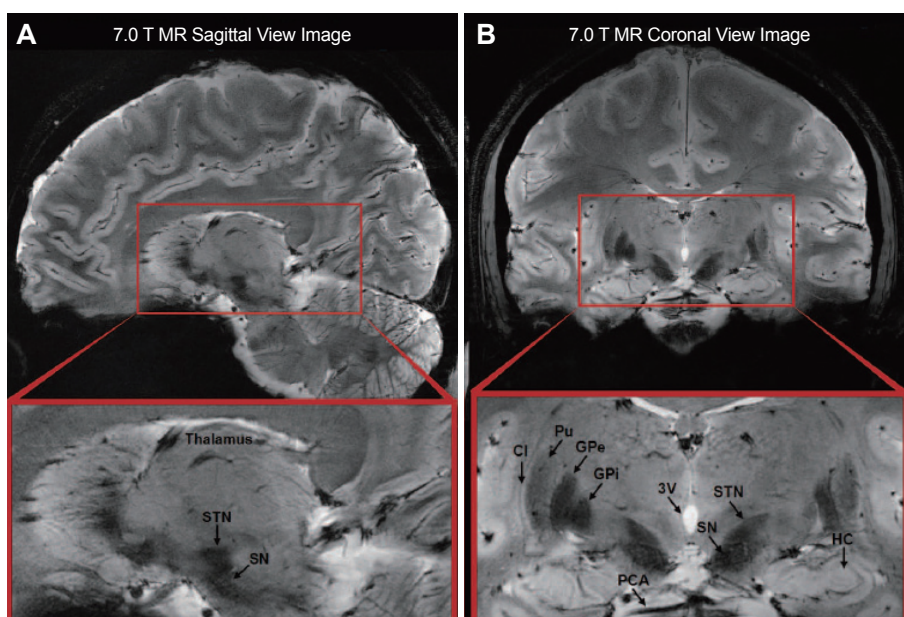 A
7.0 T MR Sagittal View Image
Thalamus
STN
SN
B
7.0 T MR Coronal View Image
Cl
Pu
GPe
GPi
3V
STN
SN
HC
PCA